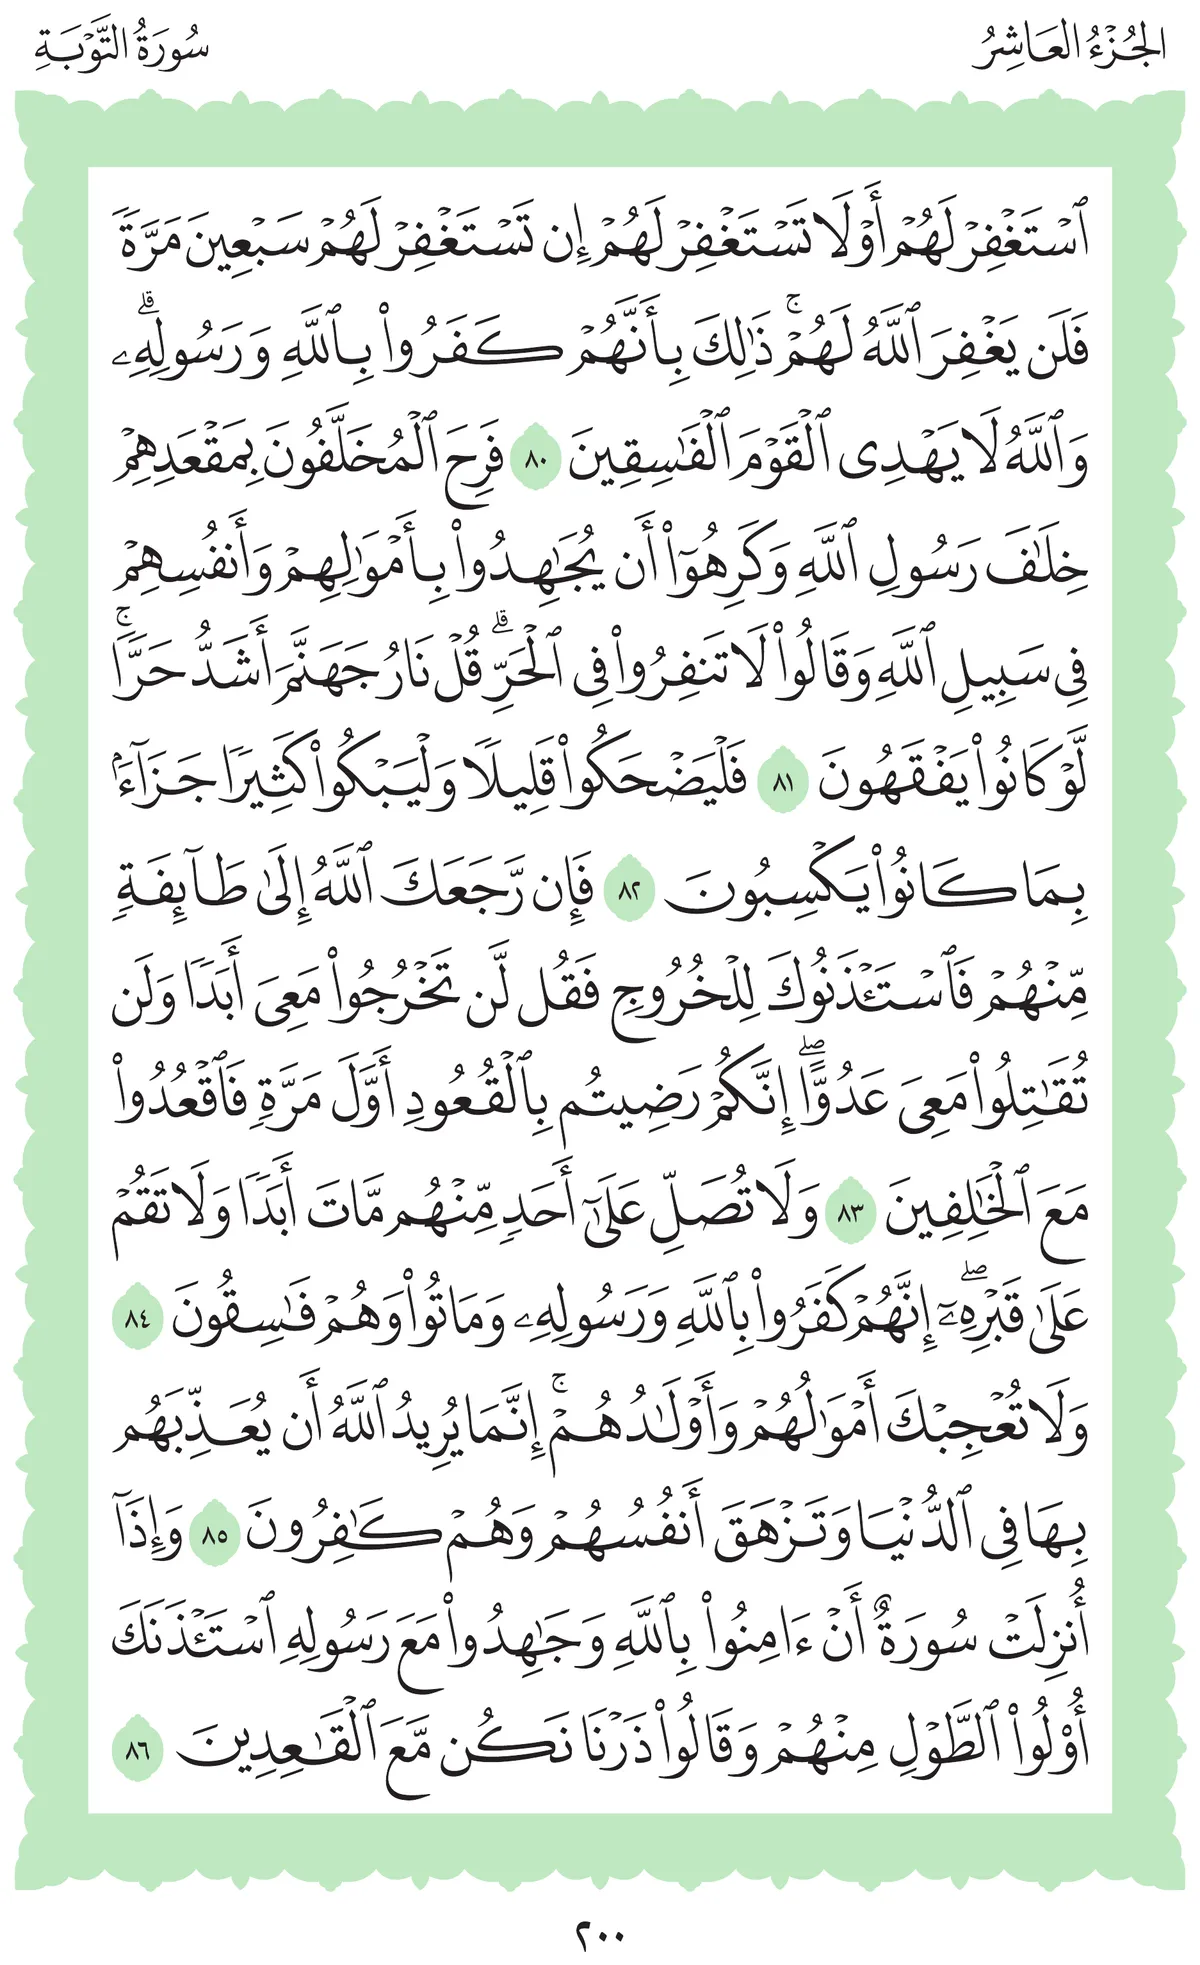 الجُزْءُ العَاشِرُ
سُورَةُ التَّوْبَةِ
ٱسْتَغْفِرْ لَهُمْ أَوْ لَا تَسْتَغْفِرْ لَهُمْ إِن تَسْتَغْفِرْ لَهُمْ سَبْعِينَ مَرَّةً
فَلَن يَغْفِرَ ٱللَّهُ لَهُمْ ۚ ذَٰلِكَ بِأَنَّهُمْ كَفَرُوا۟ بِٱللَّهِ وَرَسُولِهِۦ ۗ
وَٱللَّهُ لَا يَهْدِى ٱلْقَوْمَ ٱلْفَٰسِقِينَ ٨٠ فَرِحَ ٱلْمُخَلَّفُونَ بِمَقْعَدِهِمْ
خِلَٰفَ رَسُولِ ٱللَّهِ وَكَرِهُوٓا۟ أَن يُجَٰهِدُوا۟ بِأَمْوَٰلِهِمْ وَأَنفُسِهِمْ
فِى سَبِيلِ ٱللَّهِ وَقَالُوا۟ لَا تَنفِرُوا۟ فِى ٱلْحَرِّ ۗ قُلْ نَارُ جَهَنَّمَ أَشَدُّ حَرًّا ۚ
لَّوْ كَانُوا۟ يَفْقَهُونَ ٨١ فَلْيَضْحَكُوا۟ قَلِيلًا وَلْيَبْكُوا۟ كَثِيرًا جَزَآءًۢ
بِمَا كَانُوا۟ يَكْسِبُونَ ٨٢ فَإِن رَّجَعَكَ ٱللَّهُ إِلَىٰ طَآئِفَةٍ
مِّنْهُمْ فَٱسْتَـْٔذَنُوكَ لِلْخُرُوجِ فَقُل لَّن تَخْرُجُوا۟ مَعِىَ أَبَدًا وَلَن
تُقَٰتِلُوا۟ مَعِىَ عَدُوًّا ۖ إِنَّكُمْ رَضِيتُم بِٱلْقُعُودِ أَوَّلَ مَرَّةٍ فَٱقْعُدُوا۟
مَعَ ٱلْخَٰلِفِينَ ٨٣ وَلَا تُصَلِّ عَلَىٰٓ أَحَدٍ مِّنْهُم مَّاتَ أَبَدًا وَلَا تَقُمْ
عَلَىٰ قَبْرِهِۦٓ ۖ إِنَّهُمْ كَفَرُوا۟ بِٱللَّهِ وَرَسُولِهِۦ وَمَاتُوا۟ وَهُمْ فَٰسِقُونَ ٨٤
وَلَا تُعْجِبْكَ أَمْوَٰلُهُمْ وَأَوْلَٰدُهُمْ ۚ إِنَّمَا يُرِيدُ ٱللَّهُ أَن يُعَذِّبَهُم
بِهَا فِى ٱلدُّنْيَا وَتَزْهَقَ أَنفُسُهُمْ وَهُمْ كَٰفِرُونَ ٨٥ وَإِذَآ
أُنزِلَتْ سُورَةٌ أَنْ ءَامِنُوا۟ بِٱللَّهِ وَجَٰهِدُوا۟ مَعَ رَسُولِهِ ٱسْتَـْٔذَنَكَ
أُو۟لُوا۟ ٱلطَّوْلِ مِنْهُمْ وَقَالُوا۟ ذَرْنَا نَكُن مَّعَ ٱلْقَٰعِدِينَ ٨٦
٢٠٠